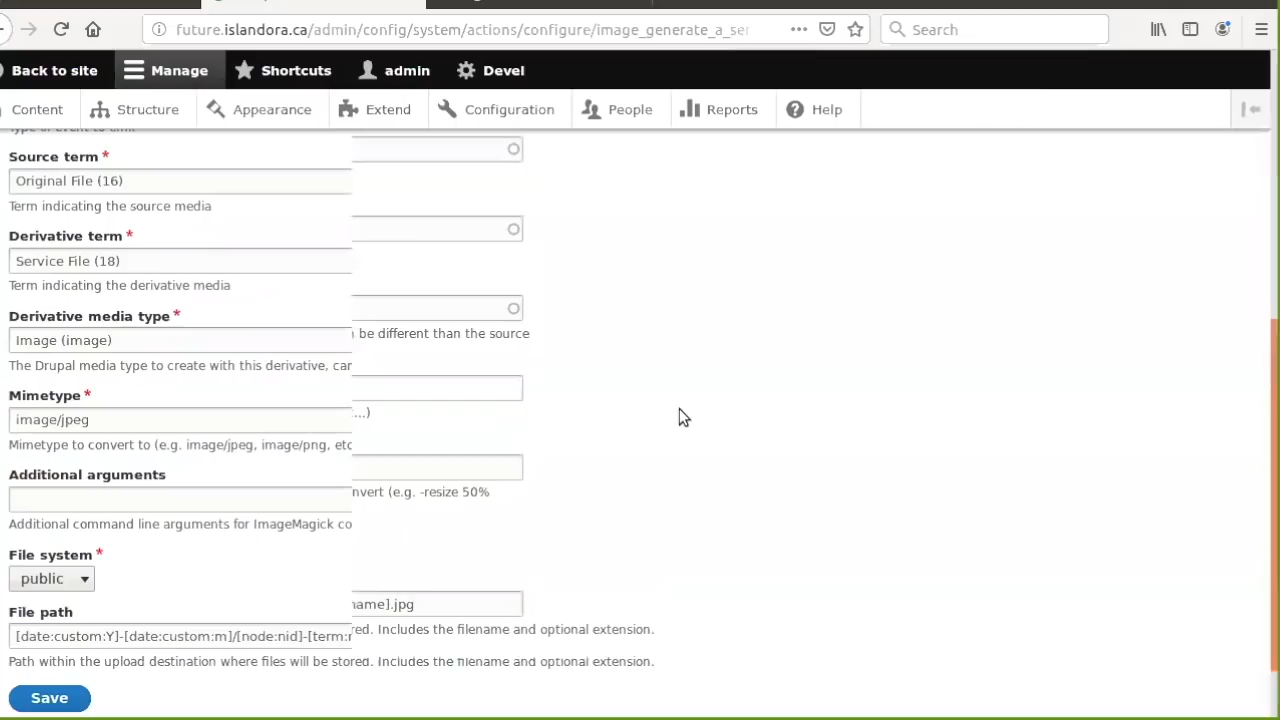 future.islandora.ca/admin/config/system/actions/configure/image_generate_a_ser
Search
Back to site
Manage
Shortcuts
admin
Devel
Content
Structure
Appearance
Extend
Configuration
People
Reports
Help
Source term *
Original File (16)
Term indicating the source media
Derivative term *
Service File (18)
Term indicating the derivative media
Derivative media type *
Image (image)
be different than the source
The Drupal media type to create with this derivative, can
Mimetype *
...)
image/jpeg
Mimetype to convert to (e.g. image/jpeg, image/png, etc
Additional arguments
nvert (e.g. -resize 50%
Additional command line arguments for ImageMagick co
File system *
public
File path
name].jpg
[date:custom:Y]-[date:custom:m]/[node:nid]-[term:n
red. Includes the filename and optional extension.
Path within the upload destination where files will be stored. Includes the filename and optional extension.
Save